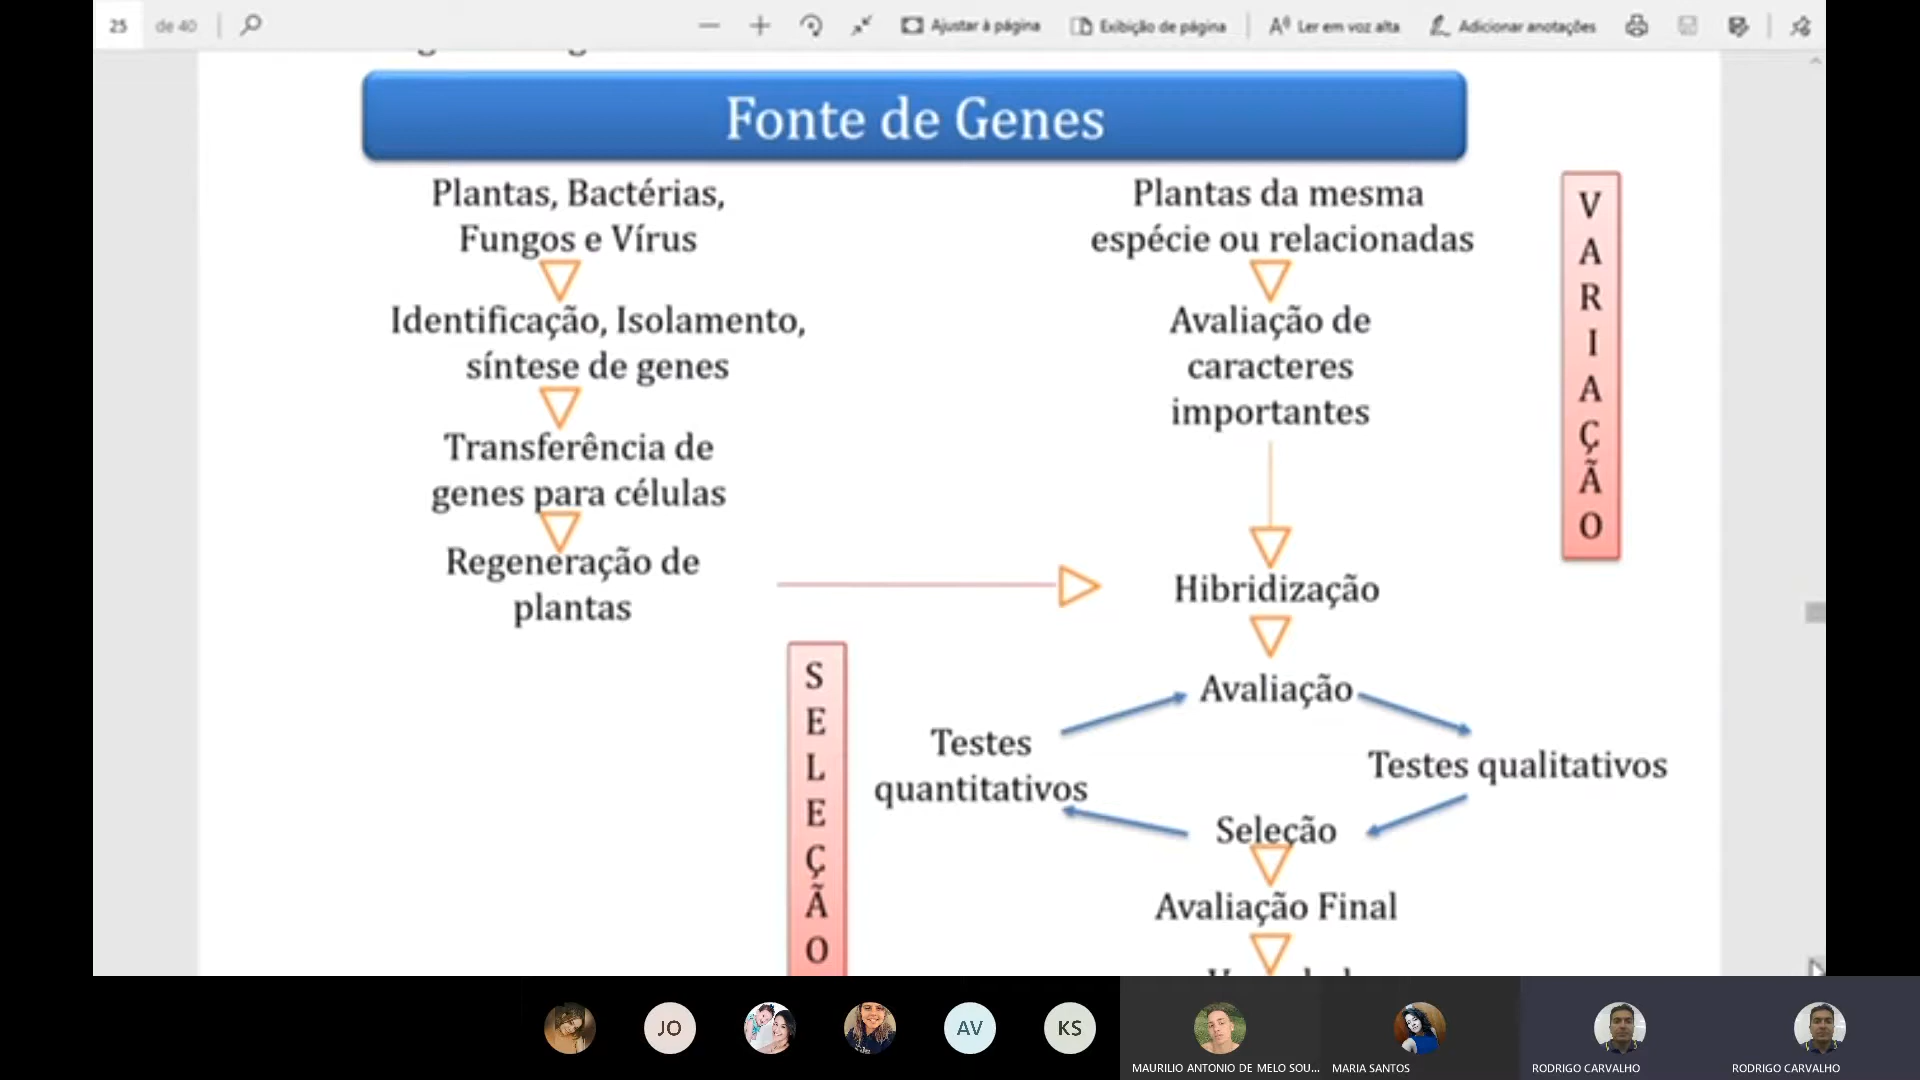 25 de 40 Ajustar à página Exibição de página Ler em voz alta Adicionar anotações
Fonte de Genes
Plantas, Bactérias,
Fungos e Vírus
Identificação, Isolamento,
síntese de genes
Transferência de
genes para células
Regeneração de
plantas
Plantas da mesma
espécie ou relacionadas
Avaliação de
caracteres
importantes
Hibridização
Avaliação
Testes qualitativos
Testes
quantitativos
Seleção
Avaliação Final
V
A
R
I
A
Ç
Ã
O
S
E
L
E
Ç
Ã
O
JO
AV
KS
MAURILIO ANTONIO DE MELO SOU...
MARIA SANTOS
RODRIGO CARVALHO
RODRIGO CARVALHO